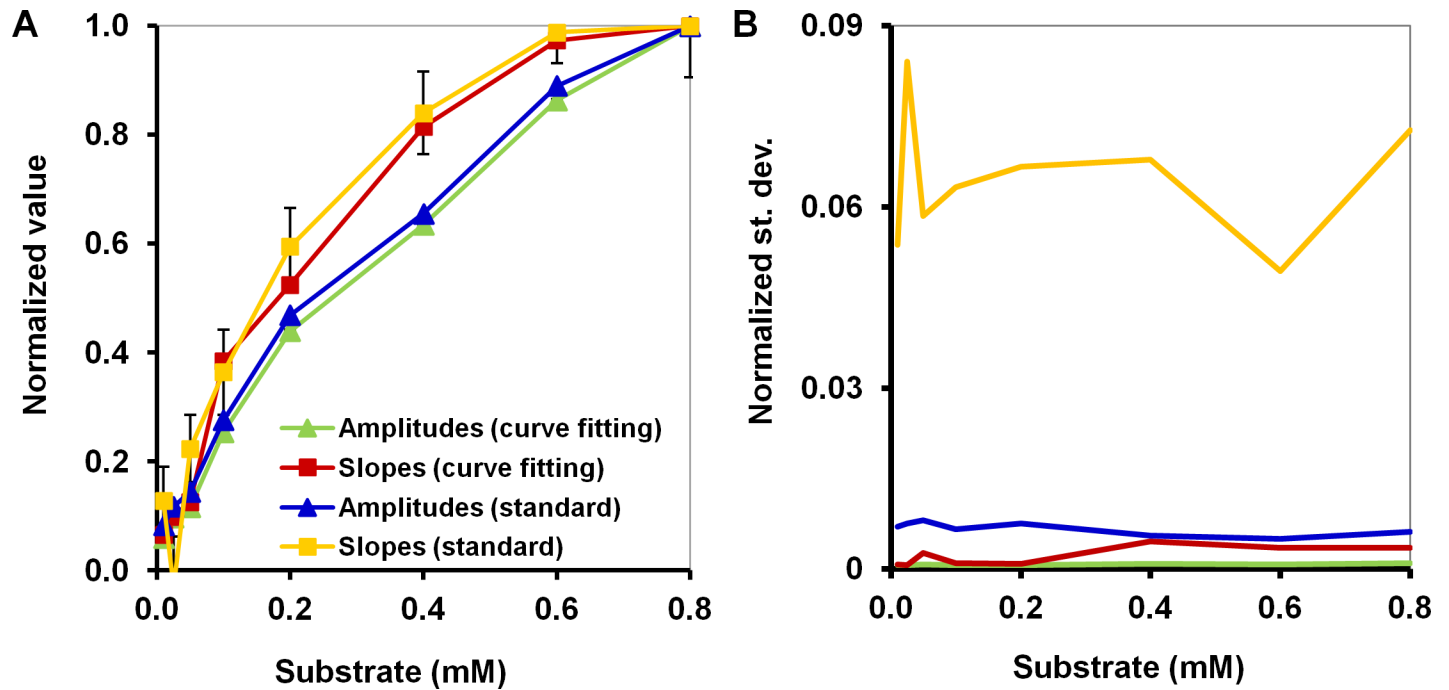 A
Normalized value
1.0
0.8
0.6
0.4
0.2
0.0
Amplitudes (curve fitting)
Slopes (curve fitting)
Amplitudes (standard)
Slopes (standard)
0.0 0.2 0.4 0.6 0.8
Substrate (mM)
B
Normalized st. dev.
0.09
0.06
0.03
0
0.0 0.2 0.4 0.6 0.8
Substrate (mM)